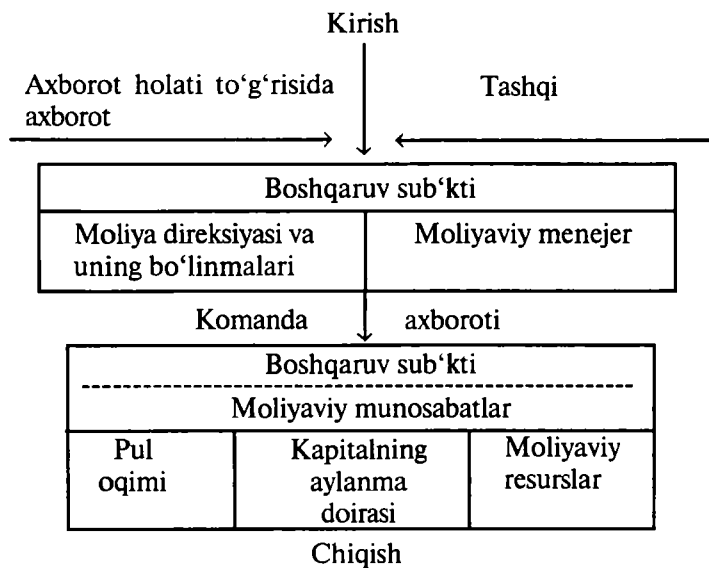 Kirish
Axborot holati to‘g‘risida
axborot
Tashqi
Boshqaruv sub‘kti
Moliya direksiyasi va
uning bo‘linmalari
Moliyaviy menejer
Komanda axboroti
Boshqaruv sub‘kti
Moliyaviy munosabatlar
Pul
oqimi
Kapitalning
aylanma
doirasi
Moliyaviy
resurslar
Chiqish